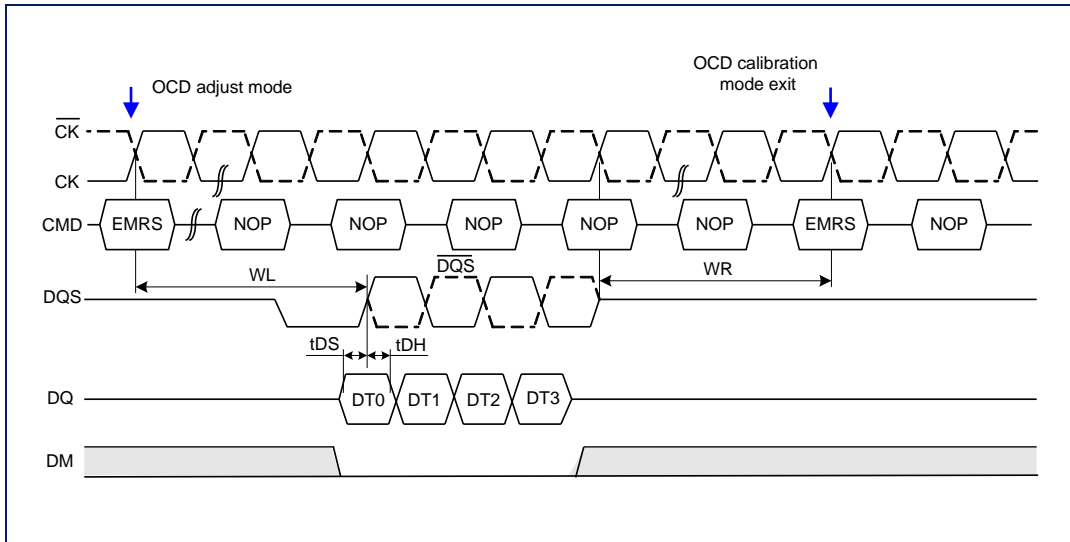 OCD adjust mode
OCD calibration
mode exit
CK
CK
CMD EMRS NOP NOP NOP NOP NOP EMRS NOP
WL DQS WR
DQS
tDS tDH
DQ DT0 DT1 DT2 DT3
DM